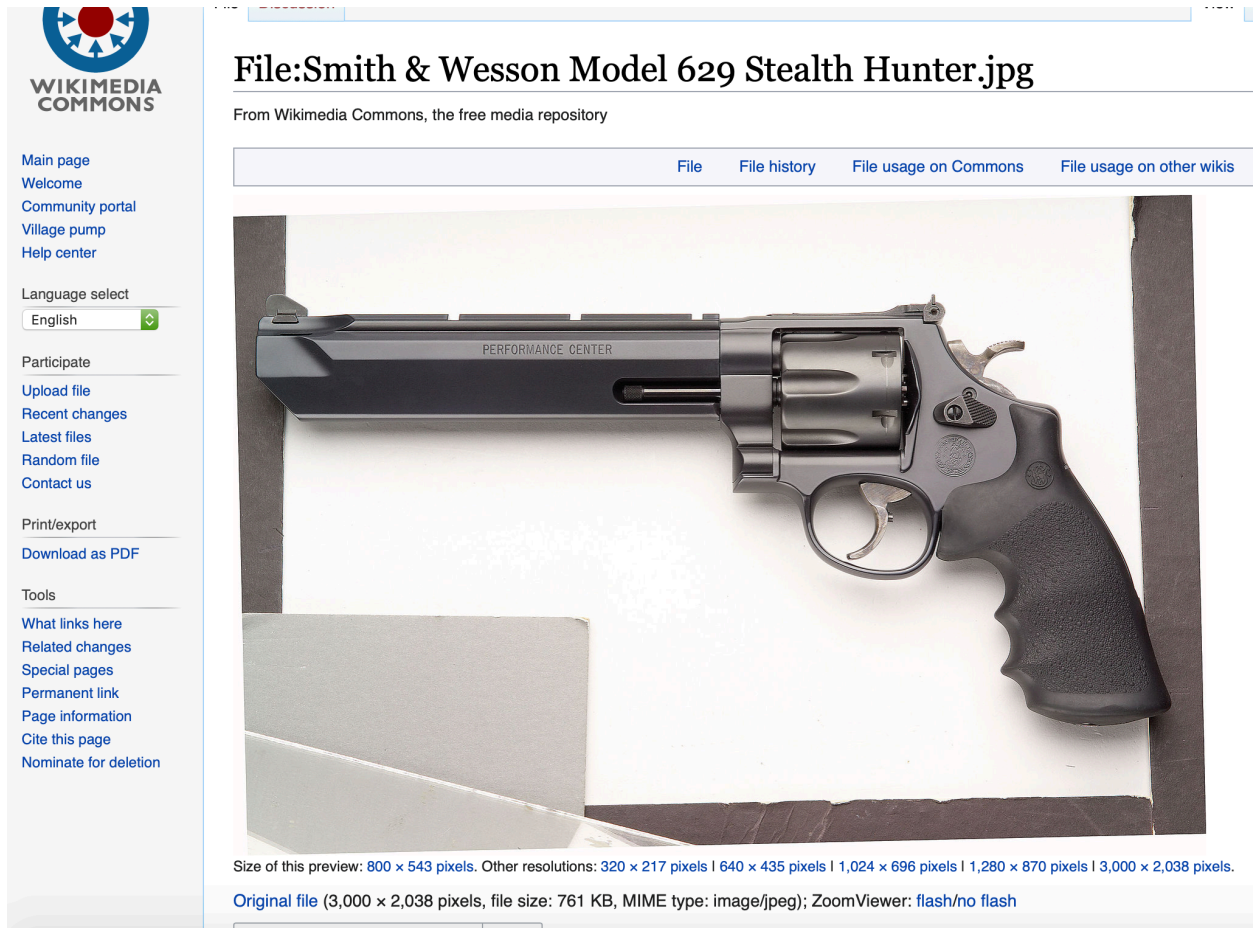 WIKIMEDIA
COMMONS
Main page
Welcome
Community portal
Village pump
Help center
Language select
English
Participate
Upload file
Recent changes
Latest files
Random file
Contact us
Print/export
Download as PDF
Tools
What links here
Related changes
Special pages
Permanent link
Page information
Cite this page
Nominate for deletion
File:Smith & Wesson Model 629 Stealth Hunter.jpg
From Wikimedia Commons, the free media repository
File File history File usage on Commons File usage on other wikis
PERFORMANCE CENTER
Size of this preview: 800 × 543 pixels. Other resolutions: 320 × 217 pixels | 640 × 435 pixels | 1,024 × 696 pixels | 1,280 × 870 pixels | 3,000 × 2,038 pixels.
Original file (3,000 × 2,038 pixels, file size: 761 KB, MIME type: image/jpeg); ZoomViewer: flash/no flash